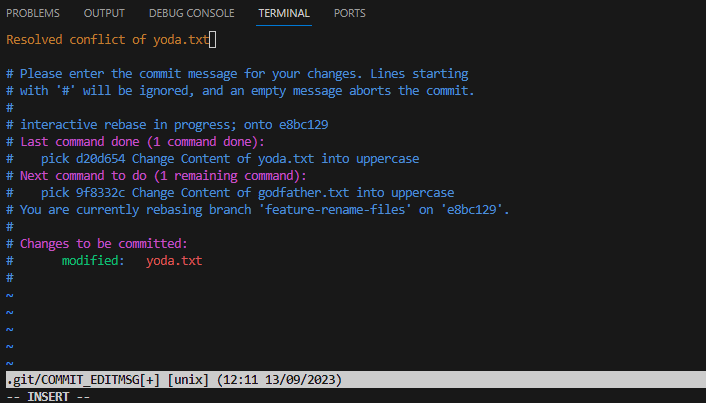 PROBLEMS OUTPUT DEBUG CONSOLE TERMINAL PORTS
Resolved conflict of yoda.txt
# Please enter the commit message for your changes. Lines starting
# with '#' will be ignored, and an empty message aborts the commit.
#
# interactive rebase in progress; onto e8bc129
# Last command done (1 command done):
#    pick d20d654 Change Content of yoda.txt into uppercase
# Next command to do (1 remaining command):
#    pick 9f8332c Change Content of godfather.txt into uppercase
# You are currently rebasing branch 'feature-rename-files' on 'e8bc129'.
#
# Changes to be committed:
#       modified:   yoda.txt
#
~
~
~
~
~
.git/COMMIT_EDITMSG[+] [unix] (12:11 13/09/2023)
-- INSERT --